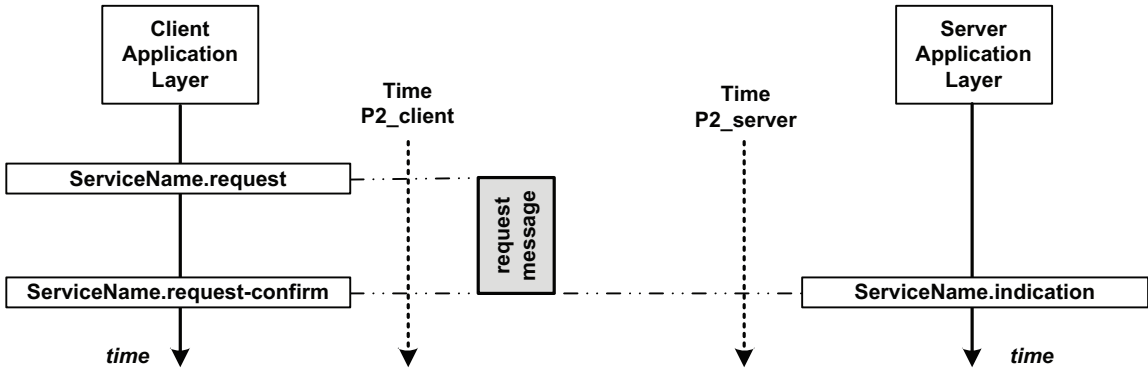 Client
Application
Layer
Server
Application
Layer
Time
P2_client
Time
P2_server
ServiceName.request
request
message
ServiceName.request-confirm
ServiceName.indication
time
time